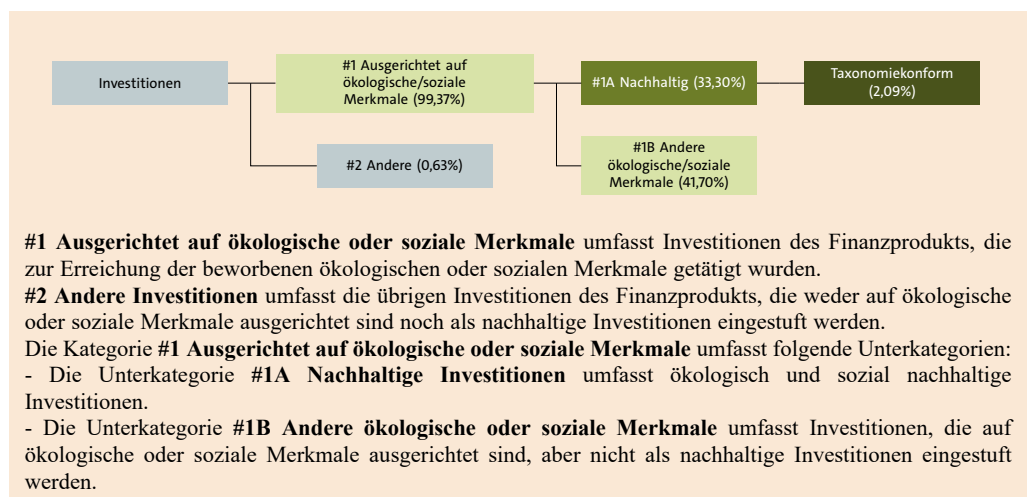 Investitionen
#1 Ausgerichtet auf
ökologische/soziale
Merkmale (99,37%)
#1A Nachhaltig (33,30%)
Taxonomiekonform
(2,09%)
#2 Andere (0,63%)
#1B Andere
ökologische/soziale
Merkmale (41,70%)
#1 Ausgerichtet auf ökologische oder soziale Merkmale umfasst Investitionen des Finanzprodukts, die
zur Erreichung der beworbenen ökologischen oder sozialen Merkmale getätigt wurden.
#2 Andere Investitionen umfasst die übrigen Investitionen des Finanzprodukts, die weder auf ökologische
oder soziale Merkmale ausgerichtet sind noch als nachhaltige Investitionen eingestuft werden.
Die Kategorie #1 Ausgerichtet auf ökologische oder soziale Merkmale umfasst folgende Unterkategorien:
- Die Unterkategorie #1A Nachhaltige Investitionen umfasst ökologisch und sozial nachhaltige
Investitionen.
- Die Unterkategorie #1B Andere ökologische oder soziale Merkmale umfasst Investitionen, die auf
ökologische oder soziale Merkmale ausgerichtet sind, aber nicht als nachhaltige Investitionen eingestuft
werden.